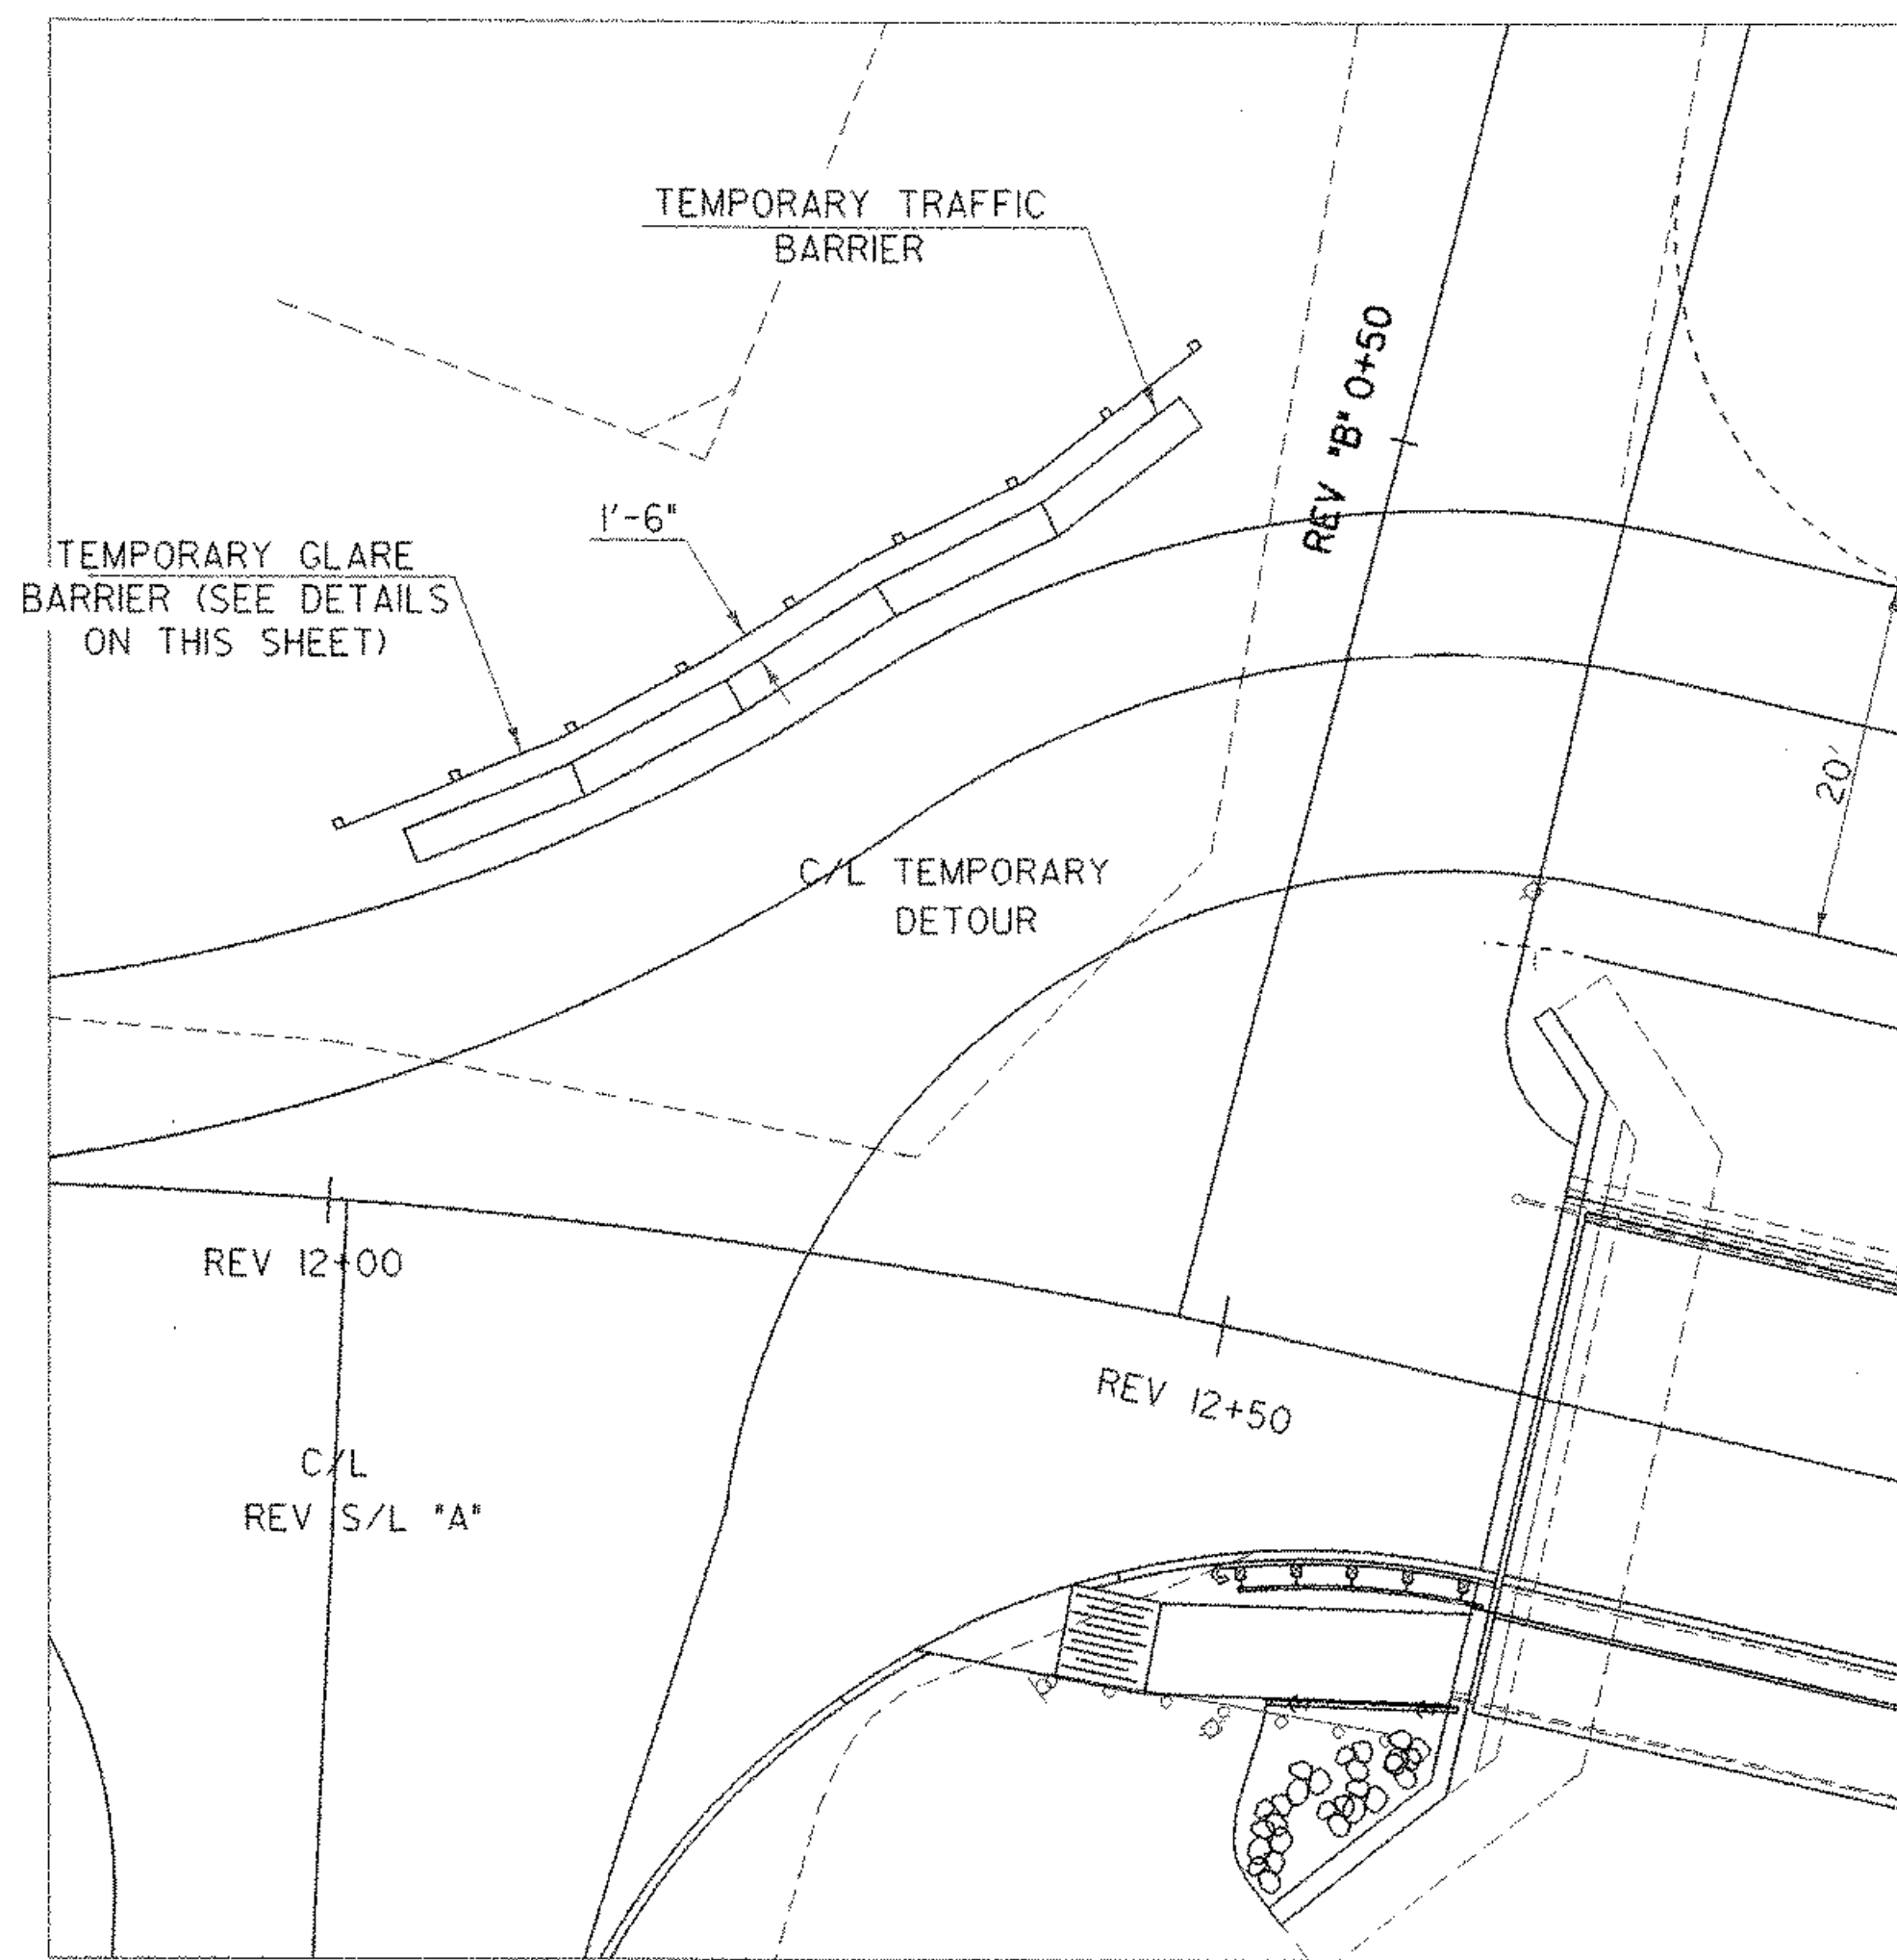 TEMPORARY TRAFFIC
BARRIER
REV "B" 0+50
1'-6"
TEMPORARY GLARE
BARRIER (SEE DETAILS
ON THIS SHEET)
20'
C/L TEMPORARY
DETOUR
REV 12+00
REV 12+50
C/L
REV S/L "A"